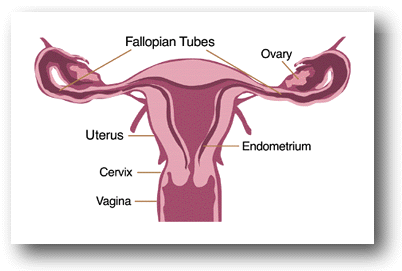 Fallopian Tubes
Ovary
Uterus
Endometrium
Cervix
Vagina